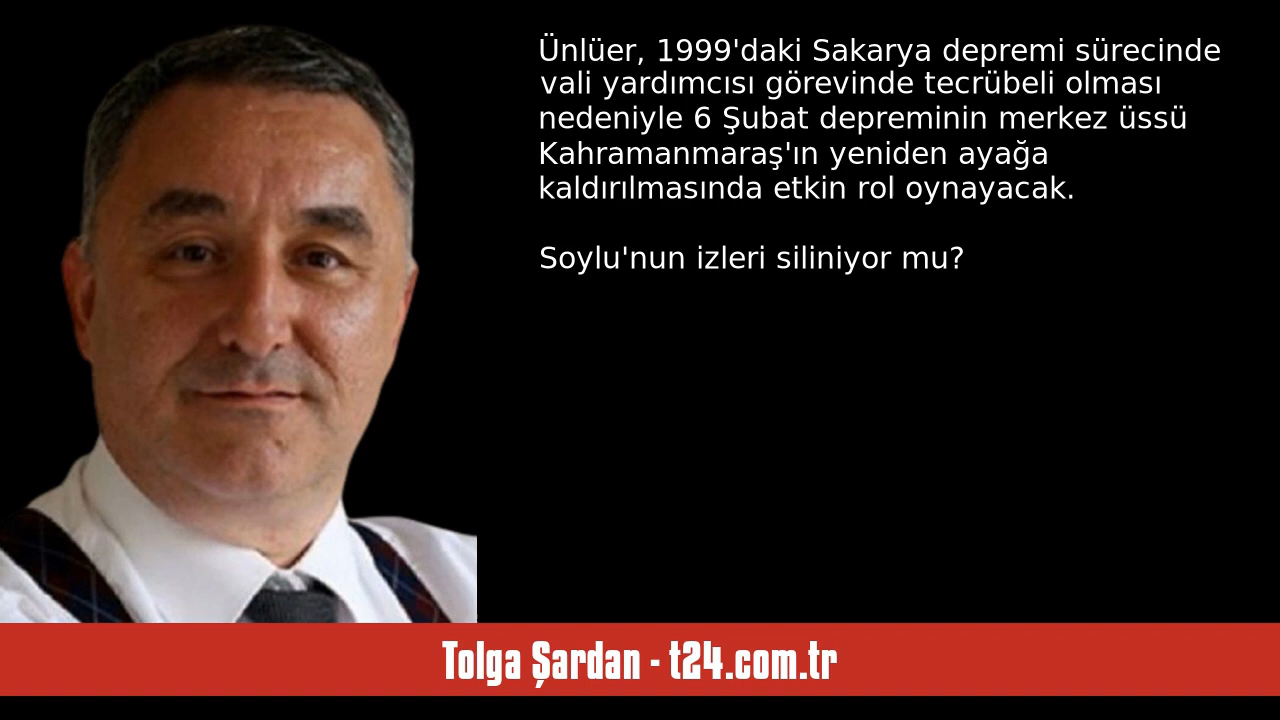 Ünlüer, 1999'daki Sakarya depremi sürecinde
vali yardımcısı görevinde tecrübeli olması
nedeniyle 6 Şubat depreminin merkez üssü
Kahramanmaraş'ın yeniden ayağa
kaldırılmasında etkin rol oynayacak.
Soylu'nun izleri siliniyor mu?
Tolga Şardan - t24.com.tr